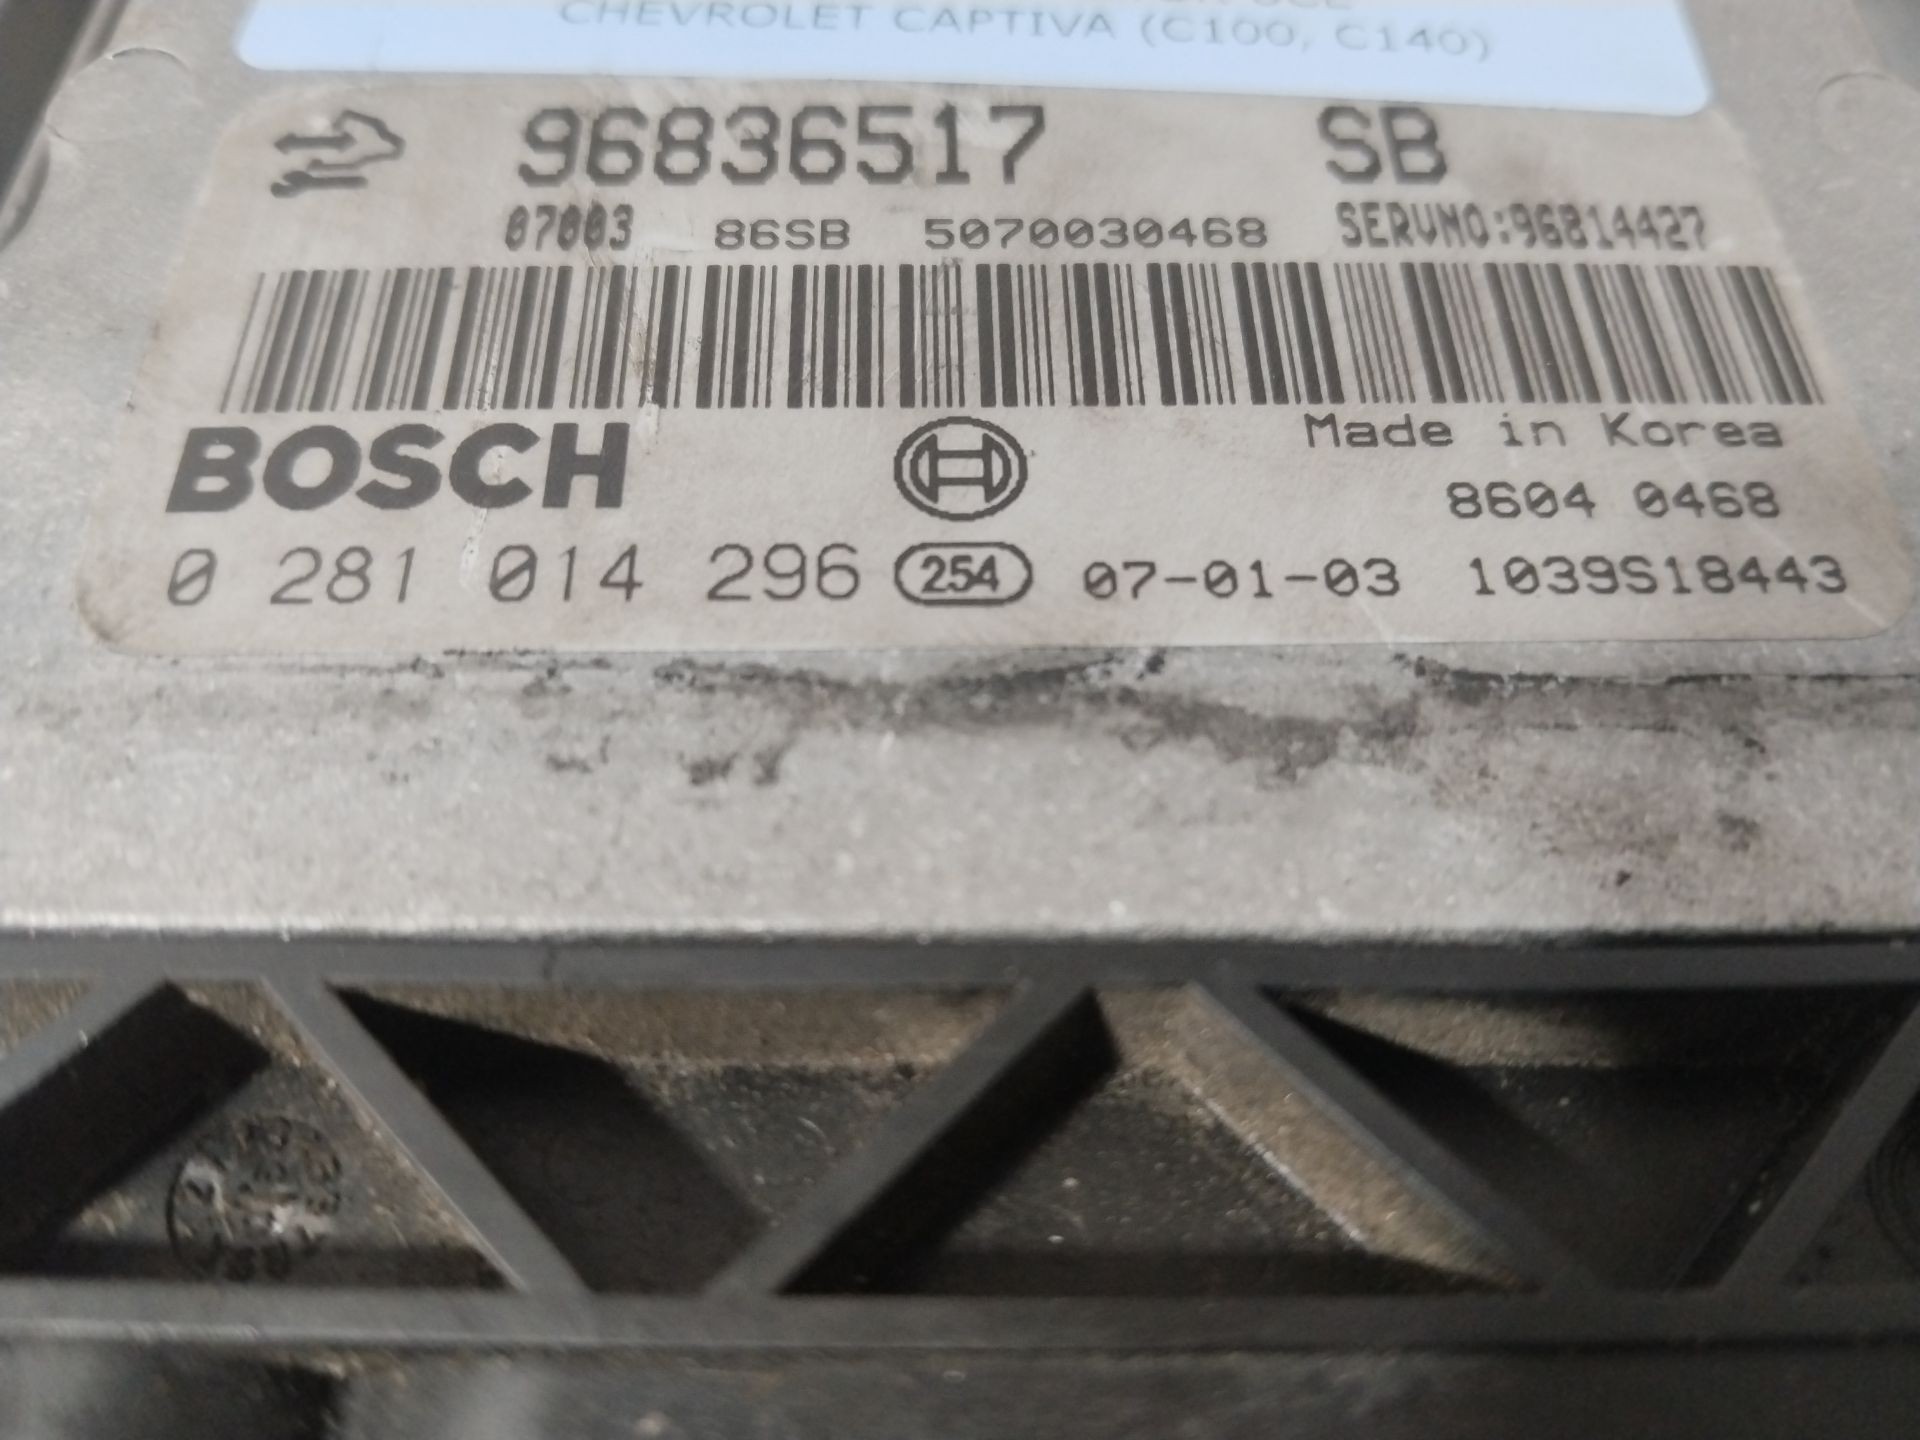 CHEVROLET CAPTIVA (C100, C140)
96836517 SB
07003 86SB 5070030468 SERVNO:96814427
BOSCH
Made in Korea
8604 0468
0 281 014 296 254 07-01-03 1039S18443